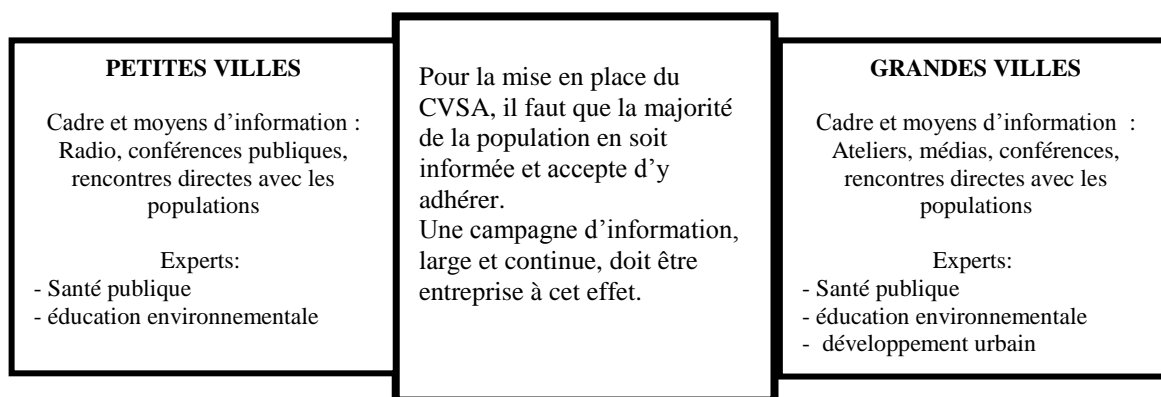 PETITES VILLES
Cadre et moyens d’information :
Radio, conférences publiques,
rencontres directes avec les
populations
Experts:
- Santé publique
- éducation environnementale
Pour la mise en place du
CVSA, il faut que la majorité
de la population en soit
informée et accepte d’y
adhérer.
Une campagne d’information,
large et continue, doit être
entreprise à cet effet.
GRANDES VILLES
Cadre et moyens d’information  :
Ateliers, médias, conférences,
rencontres directes avec les
populations
Experts:
- Santé publique
- éducation environnementale
-  développement urbain